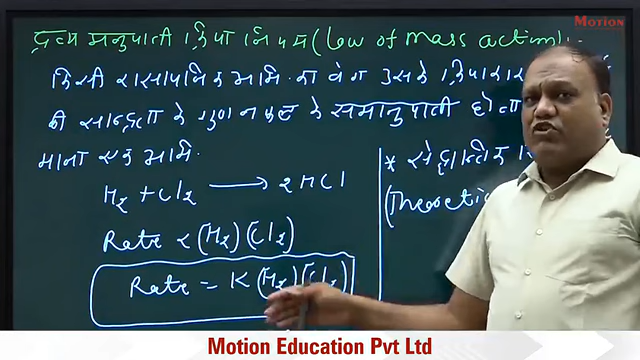 द्रव्य अनुपाती क्रिया नियम (Law of Mass action):
MOTION
किसी रासायनिक अभि. का वेग उसके क्रियाकारकों
की सान्द्रता के गुणनफल के समानुपाती होता
माना एक अभि.
H₂ + Cl₂ ⟶ 2HCl
Rate ∝ (H₂) (Cl₂)
Rate = K (H₂) (Cl₂)
* सैद्धान्तिक
(Theoretic
Motion Education Pvt Ltd